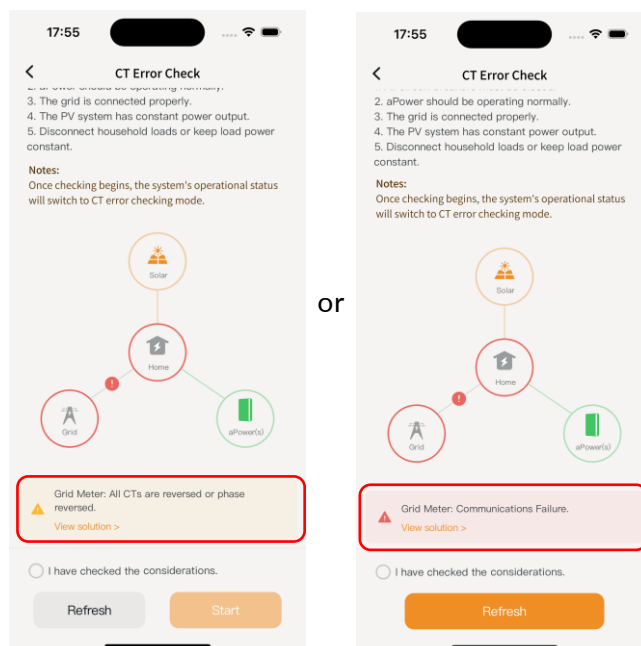 17:55
CT Error Check
3. The grid is connected properly.
4. The PV system has constant power output.
5. Disconnect household loads or keep load power
constant.
Notes:
Once checking begins, the system's operational status
will switch to CT error checking mode.
Solar
Home
Grid
aPower(s)
Grid Meter: All CTs are reversed or phase
reversed.
View solution >
I have checked the considerations.
Refresh
Start
or
17:55
CT Error Check
2. aPower should be operating normally.
3. The grid is connected properly.
4. The PV system has constant power output.
5. Disconnect household loads or keep load power
constant.
Notes:
Once checking begins, the system's operational status
will switch to CT error checking mode.
Solar
Home
Grid
aPower(s)
Grid Meter: Communications Failure.
View solution >
I have checked the considerations.
Refresh